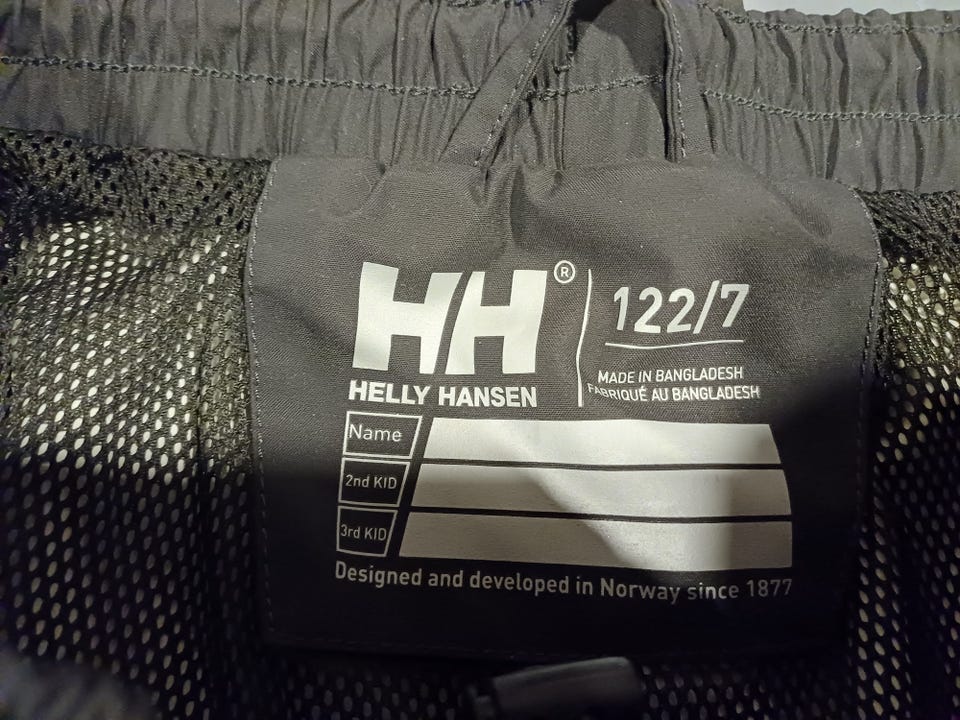 HH®
HELLY HANSEN
122/7
MADE IN BANGLADESH
FABRIQUÉ AU BANGLADESH
Name
2nd KID
3rd KID
Designed and developed in Norway since 1877